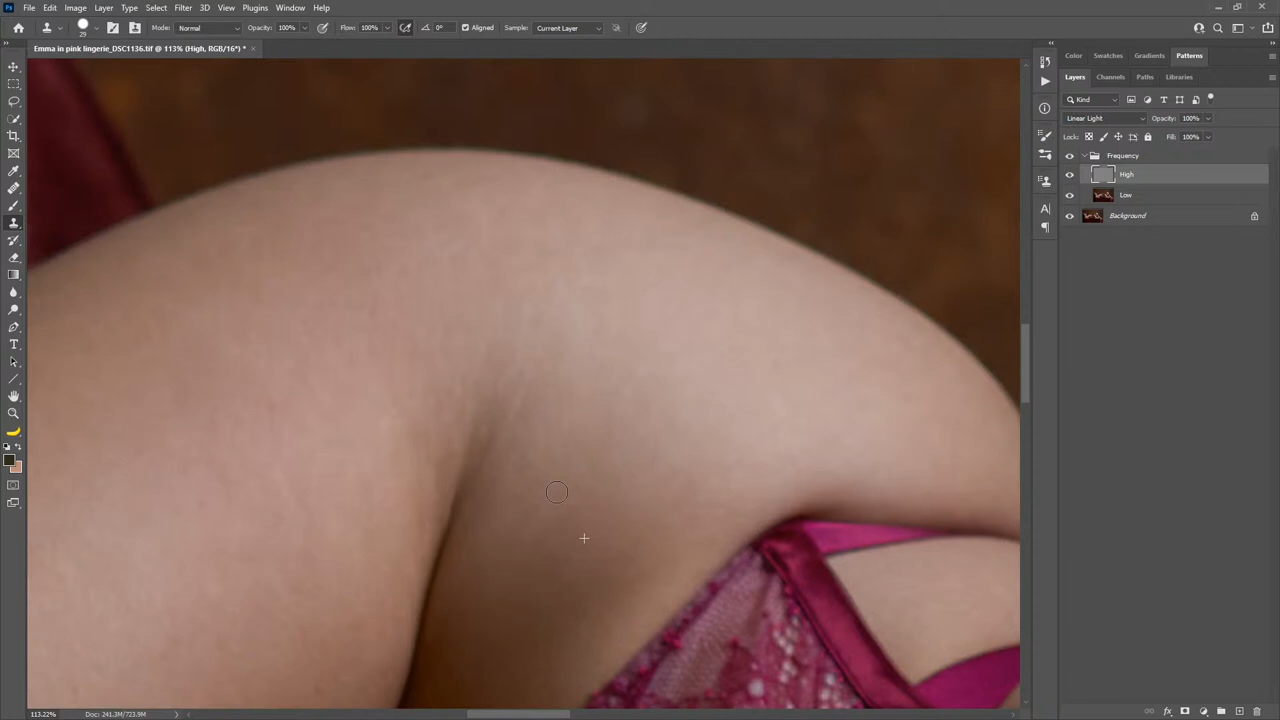 Ps File Edit Image Layer Type Select Filter 3D View Plugins Window Help
29 Mode: Normal Opacity: 100% Flow: 100% 0° Aligned Sample: Current Layer
Emma in pink lingerie_DSC1136.tif @ 113% (High, RGB/16*) * ×
Color Swatches Gradients Patterns
Layers Channels Paths Libraries
Kind
Linear Light Opacity: 100%
Lock: Fill: 100%
Frequency
High
Low
Background
113.22% Doc: 241.3M/723.9M